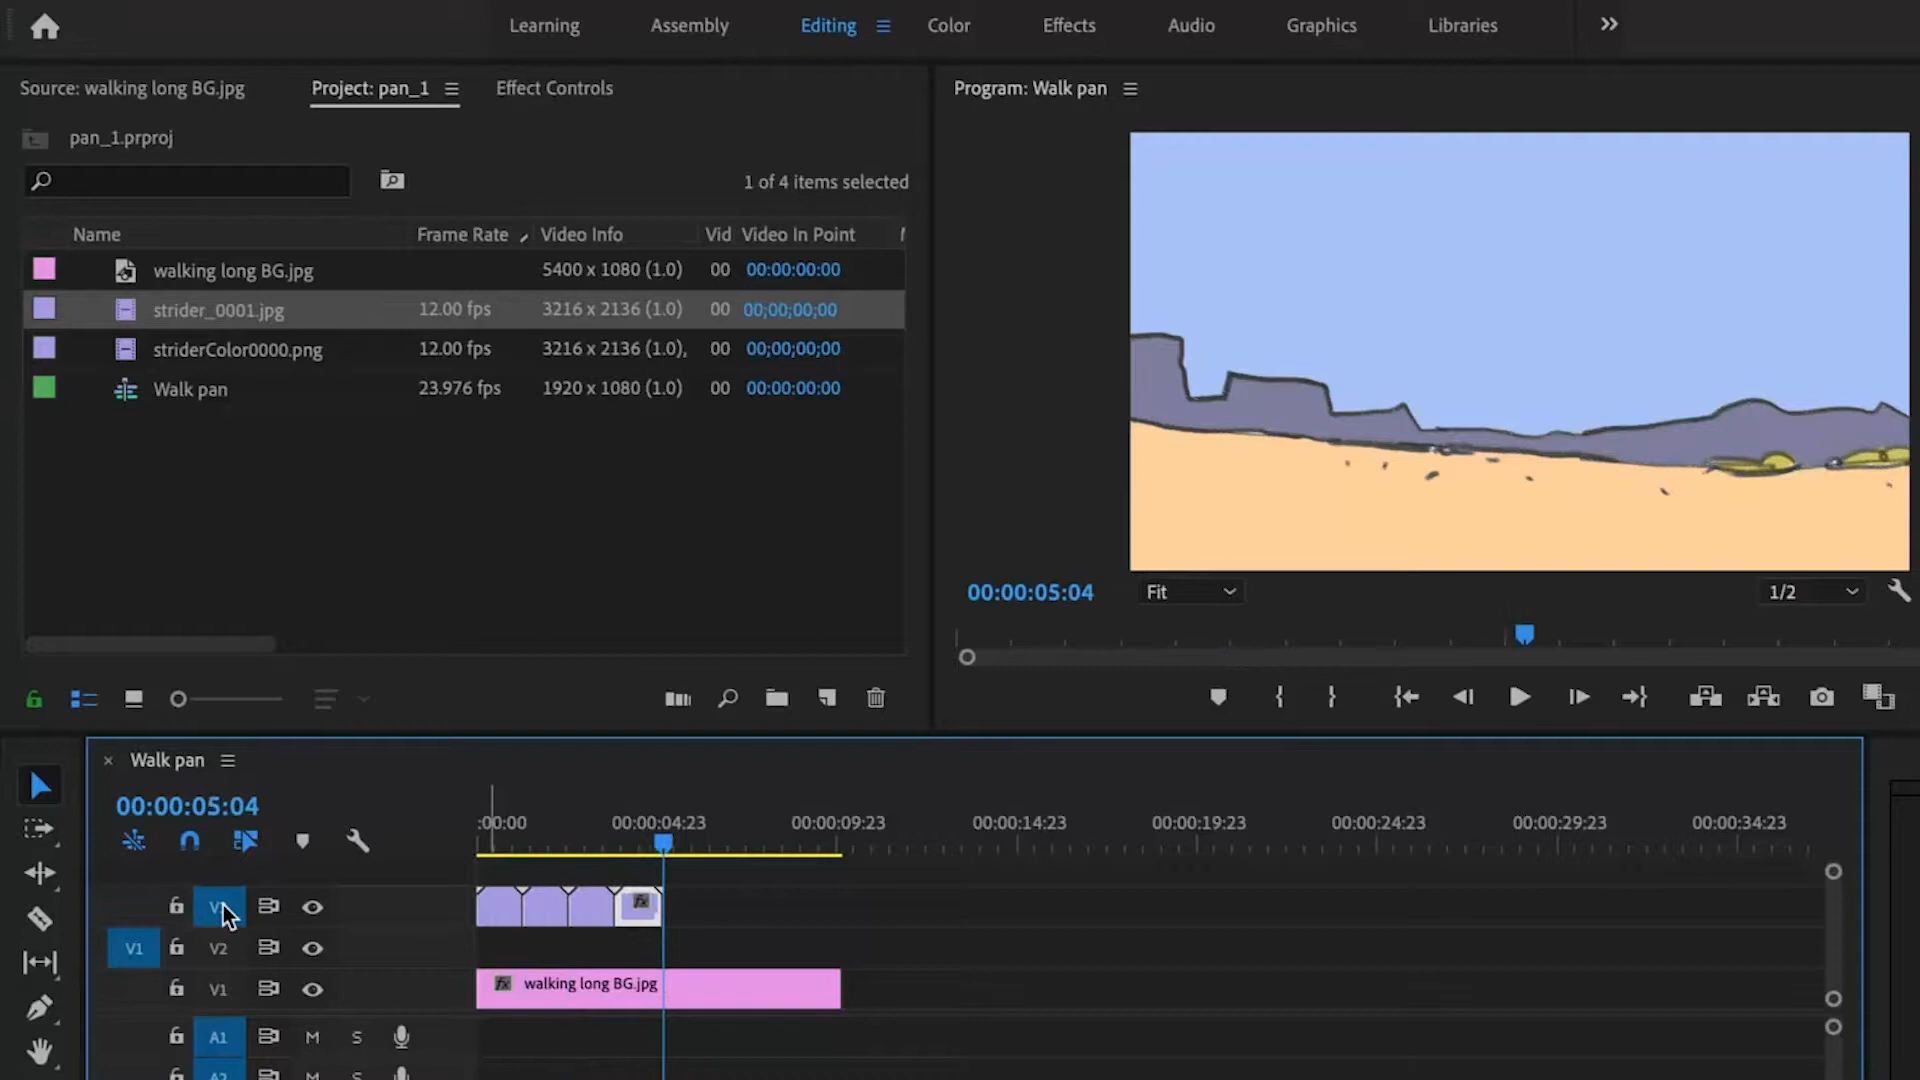 Learning Assembly Editing Color Effects Audio Graphics Libraries
Source: walking long BG.jpg Project: pan_1 Effect Controls
Program: Walk pan
pan_1.prproj
1 of 4 items selected
Name Frame Rate Video Info Vid Video In Point
walking long BG.jpg 5400 x 1080 (1.0) 00 00:00:00:00
strider_0001.jpg 12.00 fps 3216 x 2136 (1.0) 00 00;00;00;00
striderColor0000.png 12.00 fps 3216 x 2136 (1.0), 00 00;00;00;00
Walk pan 23.976 fps 1920 x 1080 (1.0) 00 00:00:00:00
00:00:05:04 Fit 1/2
Walk pan
00:00:05:04
:00:00 00:00:04:23 00:00:09:23 00:00:14:23 00:00:19:23 00:00:24:23 00:00:29:23 00:00:34:23
fx
V1 V2
V1 fx walking long BG.jpg
A1 M S
A2 M S